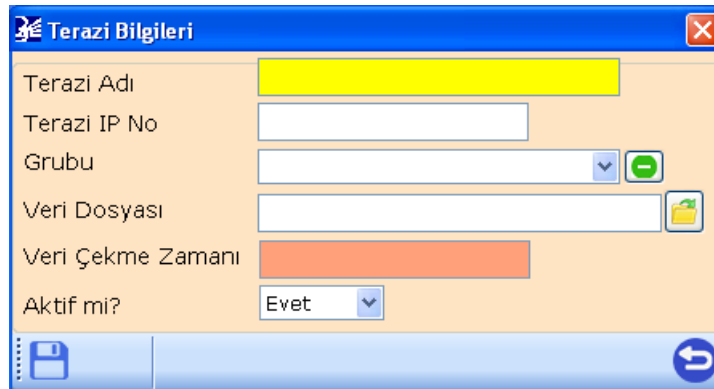 Terazi Bilgileri
Terazi Adı
Terazi IP No
Grubu
Veri Dosyası
Veri Çekme Zamanı
Aktif mi? Evet